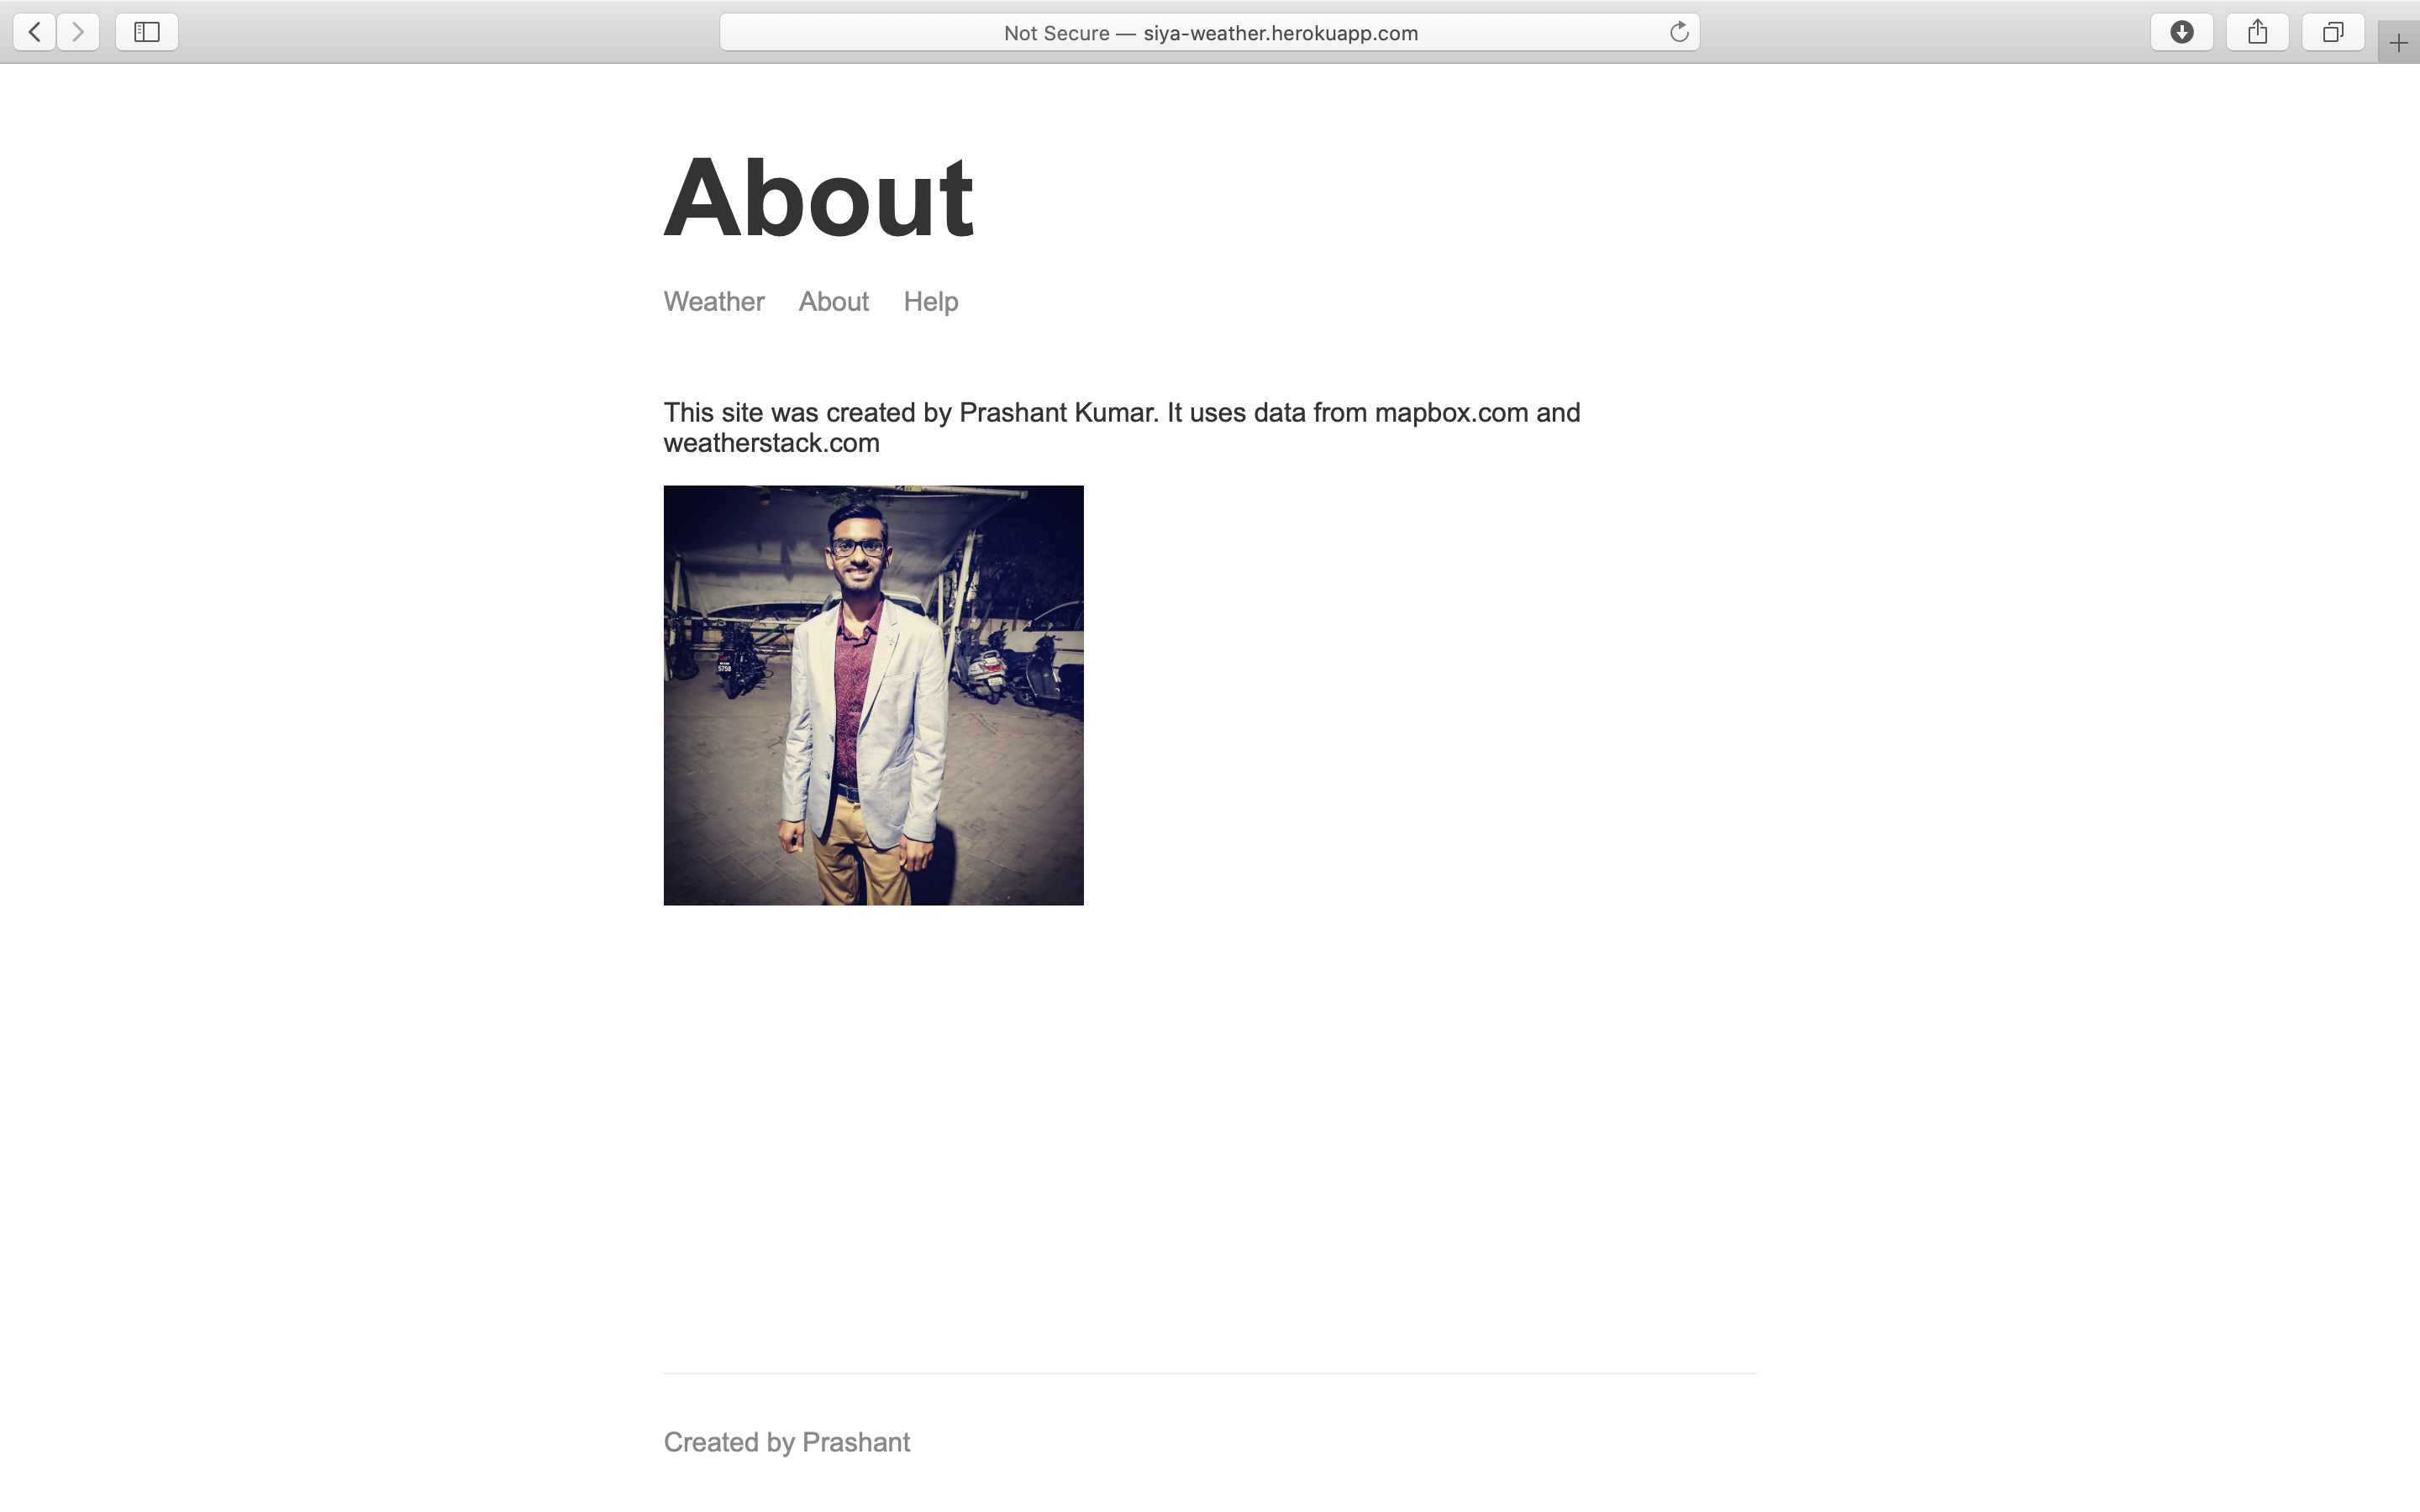 Not Secure — siya-weather.herokuapp.com
About
Weather About Help
This site was created by Prashant Kumar. It uses data from mapbox.com and
weatherstack.com
5750
Created by Prashant